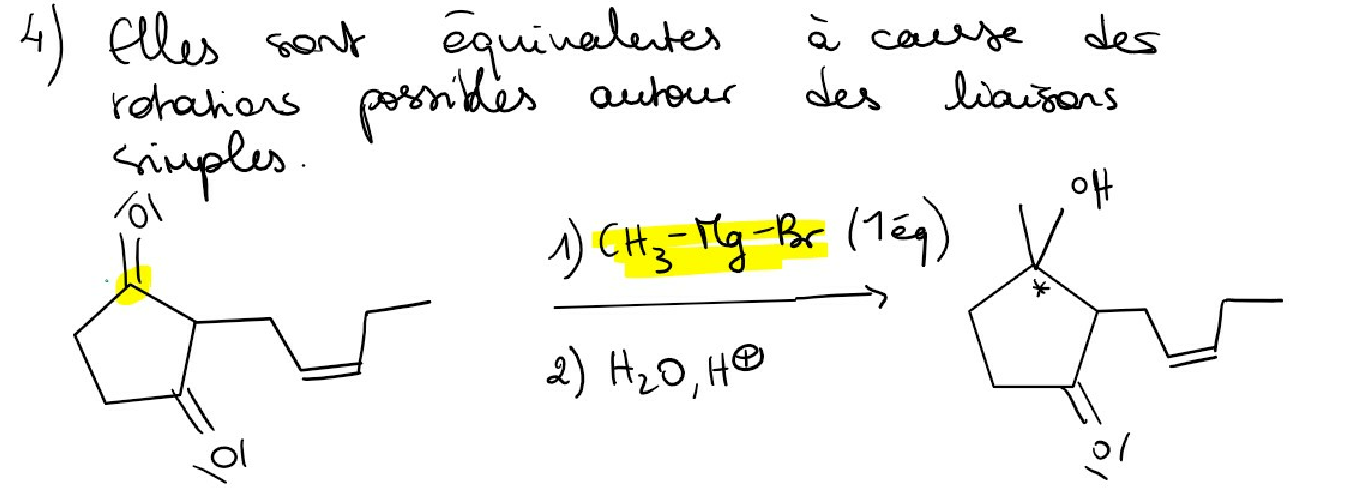 4) Elles sont équivalentes à cause des
rotations possibles autour des liaisons
simples.
O
OH
1) CH3-Mg-Br (1éq)
*
2) H2O, H⊕
O
O